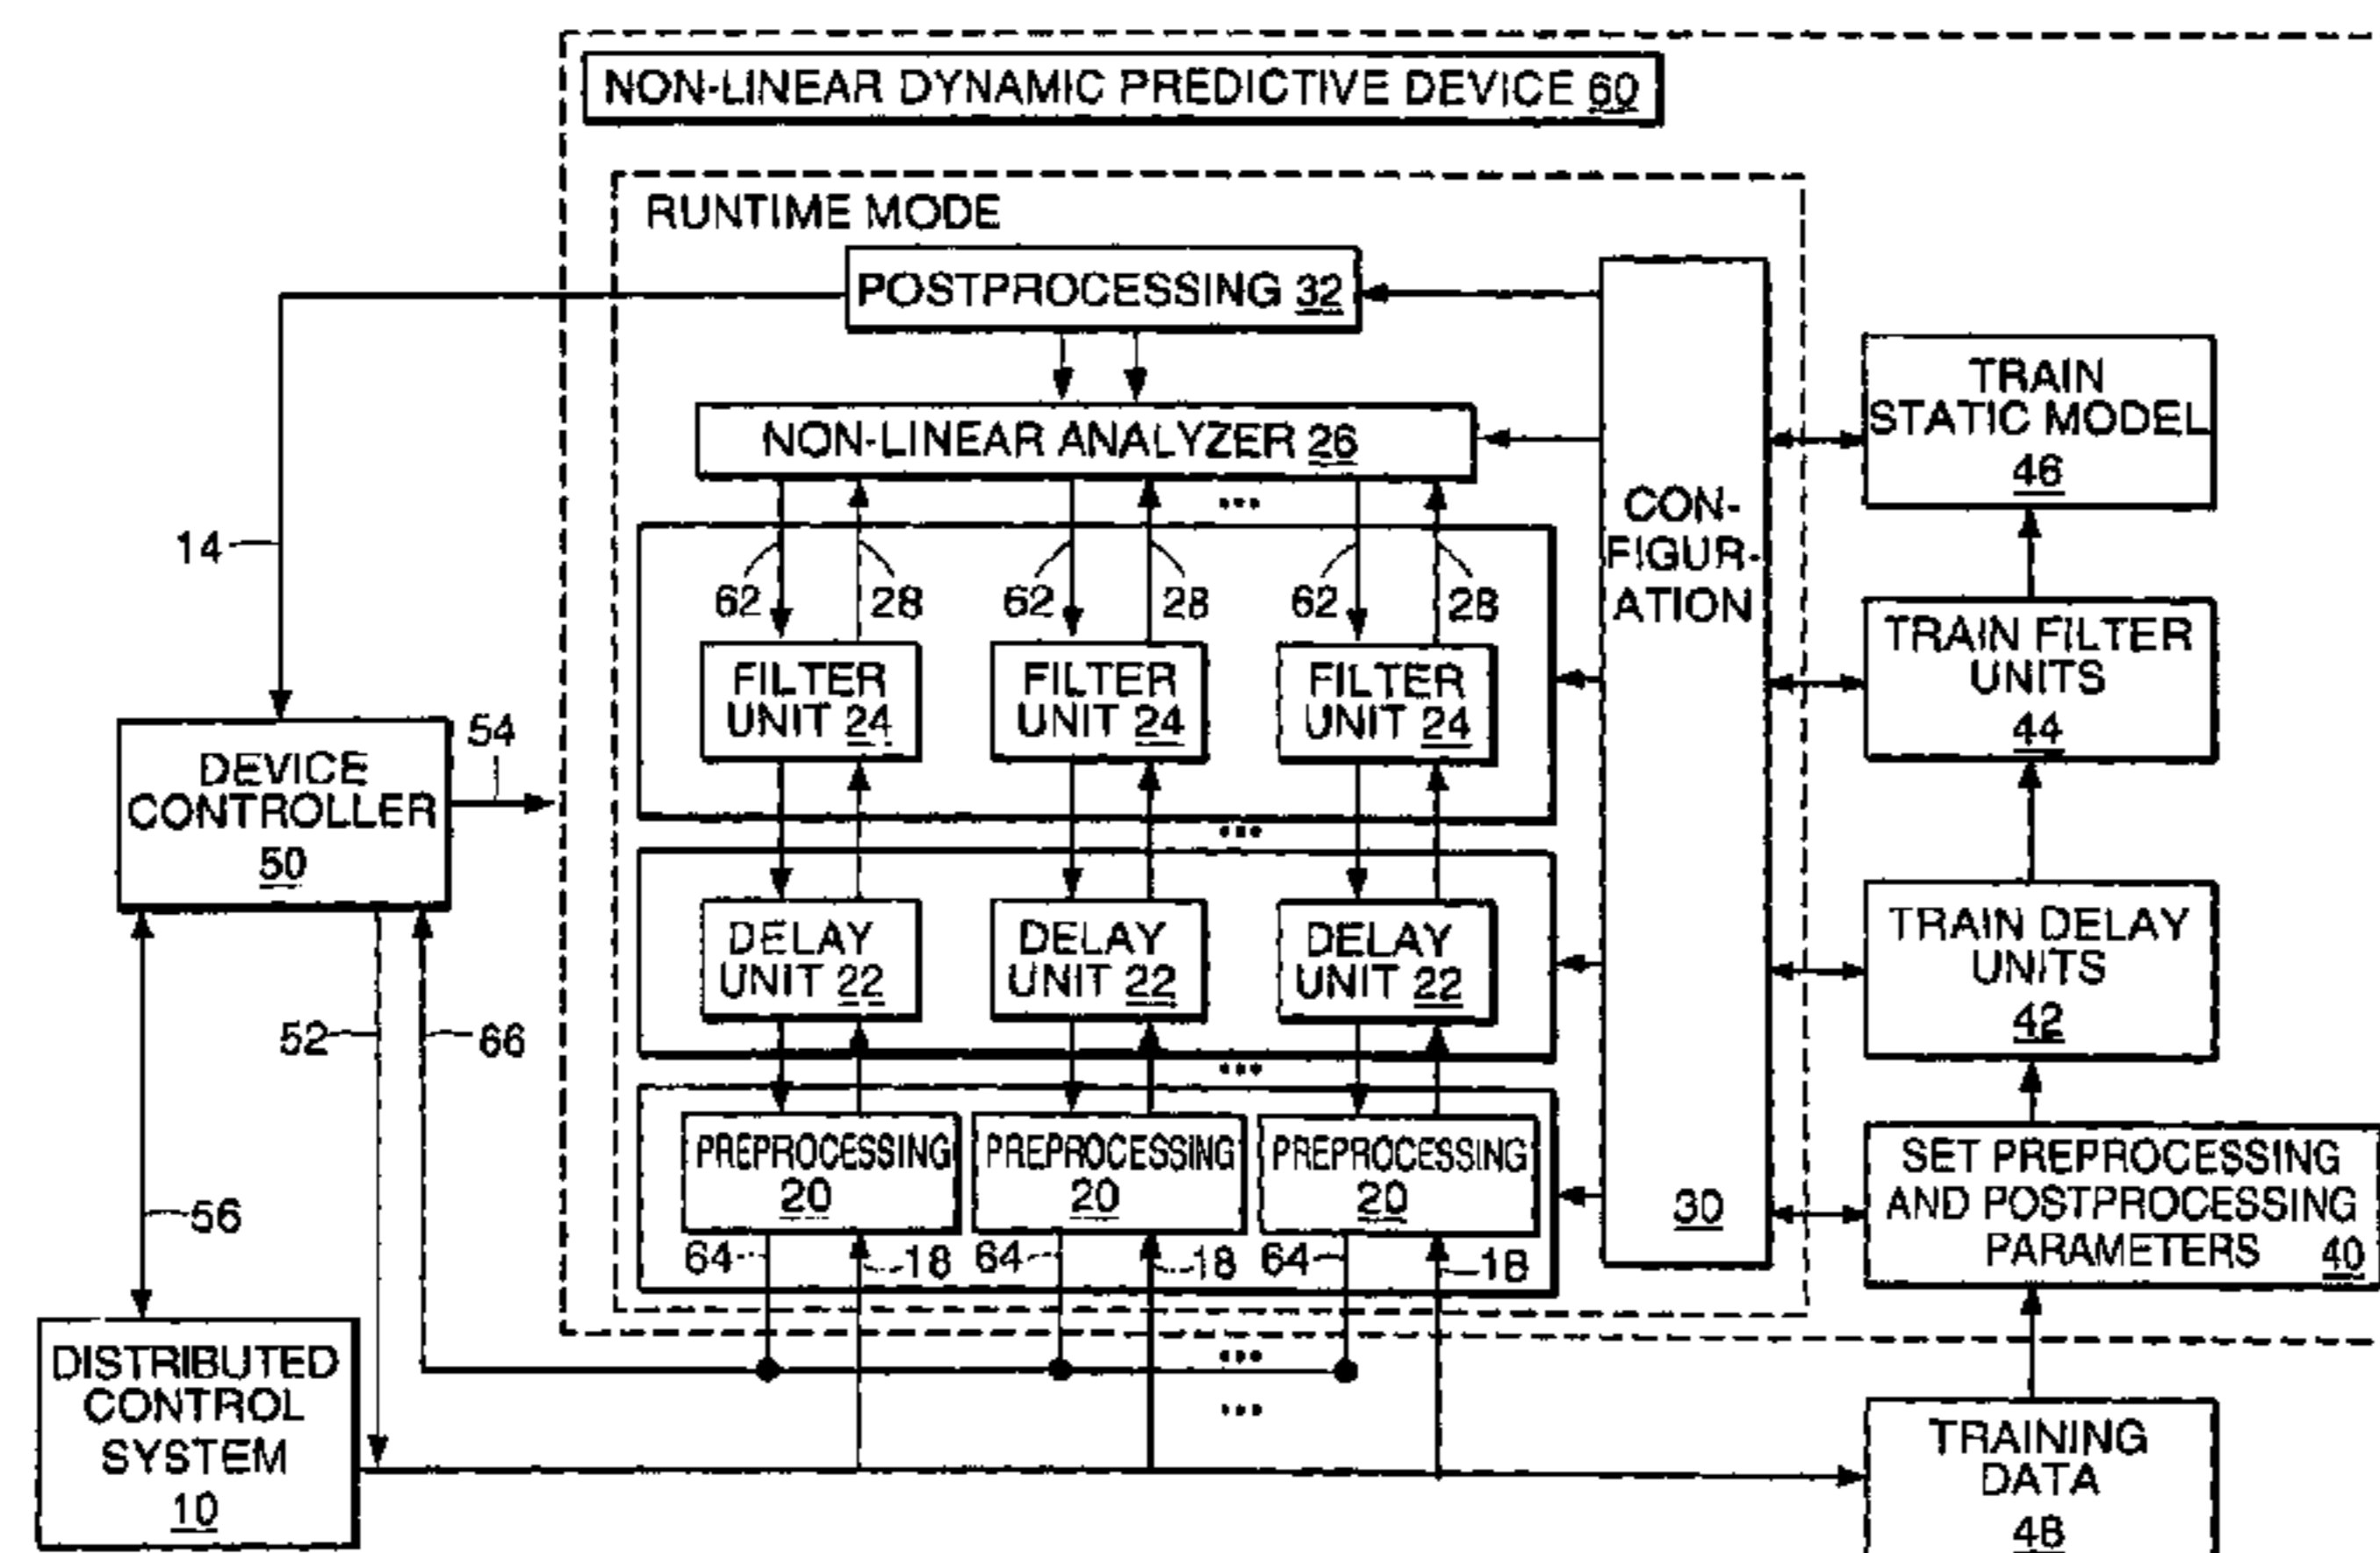 NON-LINEAR DYNAMIC PREDICTIVE DEVICE 60
RUNTIME MODE
POSTPROCESSING 32
NON-LINEAR ANALYZER 26
...
CON-
FIGUR-
ATION
30
TRAIN
STATIC MODEL
46
14
62
28
62
28
62
28
FILTER
UNIT 24
FILTER
UNIT 24
FILTER
UNIT 24
...
TRAIN FILTER
UNITS
44
DEVICE
CONTROLLER
50
54
DELAY
UNIT 22
DELAY
UNIT 22
DELAY
UNIT 22
...
TRAIN DELAY
UNITS
42
52
66
56
PREPROCESSING
20
PREPROCESSING
20
PREPROCESSING
20
64
18
64
18
64
18
SET PREPROCESSING
AND POSTPROCESSING
PARAMETERS 40
...
...
DISTRIBUTED
CONTROL
SYSTEM
10
TRAINING
DATA
48